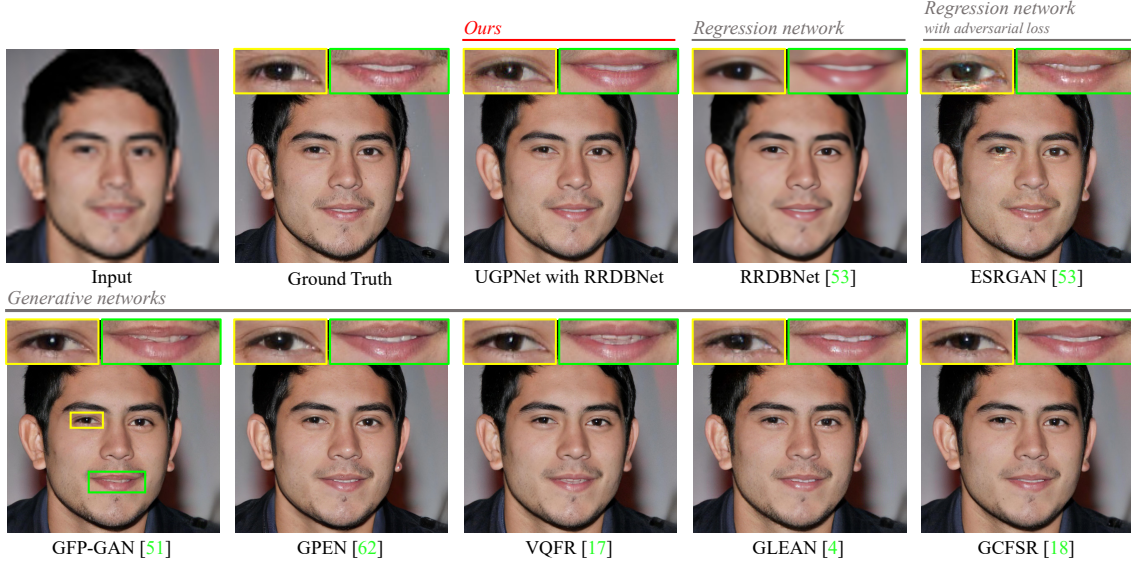 Ours
Regression network
Regression network
with adversarial loss
Input
Ground Truth
UGPNet with RRDBNet
RRDBNet [53]
ESRGAN [53]
Generative networks
GFP-GAN [51]
GPEN [62]
VQFR [17]
GLEAN [4]
GCFSR [18]